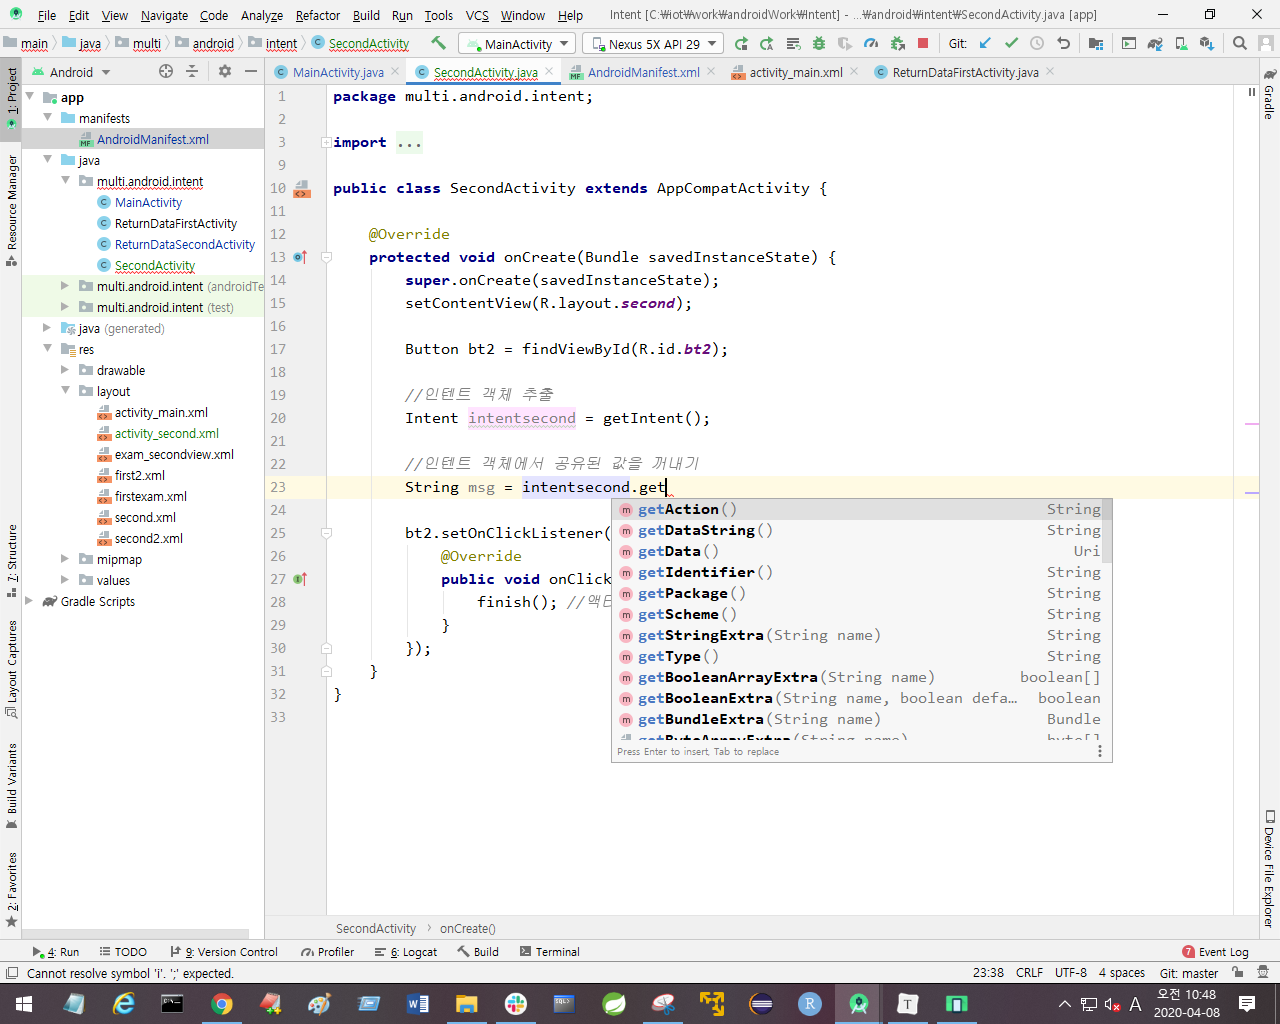 File Edit View Navigate Code Analyze Refactor Build Run Tools VCS Window Help Intent [C:₩iot₩work₩androidWork₩Intent] - ...₩android₩intent₩SecondActivity.java [app]
main java multi android intent SecondActivity MainActivity Nexus 5X API 29 Git:
Android MainActivity.java SecondActivity.java AndroidManifest.xml activity_main.xml ReturnDataFirstActivity.java
1: Project
Resource Manager
7: Structure
Layout Captures
Build Variants
2: Favorites
app
manifests
AndroidManifest.xml
java
multi.android.intent
MainActivity
ReturnDataFirstActivity
ReturnDataSecondActivity
SecondActivity
multi.android.intent (androidTe
multi.android.intent (test)
java (generated)
res
drawable
layout
activity_main.xml
activity_second.xml
exam_secondview.xml
first2.xml
firstexam.xml
second.xml
second2.xml
mipmap
values
Gradle Scripts
1 package multi.android.intent;
2
3 import ...
9
10 public class SecondActivity extends AppCompatActivity {
11
12 @Override
13 protected void onCreate(Bundle savedInstanceState) {
14 super.onCreate(savedInstanceState);
15 setContentView(R.layout.second);
16
17 Button bt2 = findViewById(R.id.bt2);
18
19 //인텐트 객체 추출
20 Intent intentsecond = getIntent();
21
22 //인텐트 객체에서 공유된 값을 꺼내기
23 String msg = intentsecond.get
24
25 bt2.setOnClickListener(
26 @Override
27 public void onClick
28 finish(); //액티
29 }
30 });
31 }
32 }
33
getAction() String
getDataString() String
getData() Uri
getIdentifier() String
getPackage() String
getScheme() String
getStringExtra(String name) String
getType() String
getBooleanArrayExtra(String name) boolean[]
getBooleanExtra(String name, boolean defa... boolean
getBundleExtra(String name) Bundle
getByteArrayExtra(String name) byte[]
Press Enter to insert, Tab to replace
Gradle
Device File Explorer
SecondActivity onCreate()
4: Run TODO 9: Version Control Profiler 6: Logcat Build Terminal 7 Event Log
Cannot resolve symbol 'i'. ';' expected. 23:38 CRLF UTF-8 4 spaces Git: master
A 오전 10:48
2020-04-08